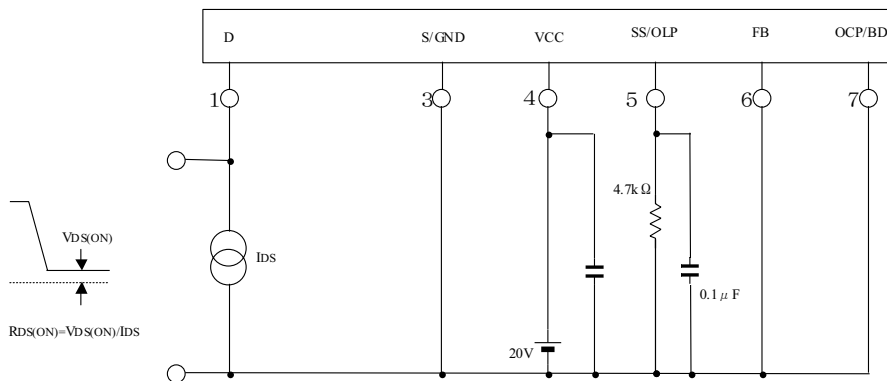 D S/GND VCC SS/OLP FB OCP/BD
1 3 4 5 6 7
4.7kΩ
VDS(ON)
IDS
0.1μF
RDS(ON)=VDS(ON)/IDS
20V